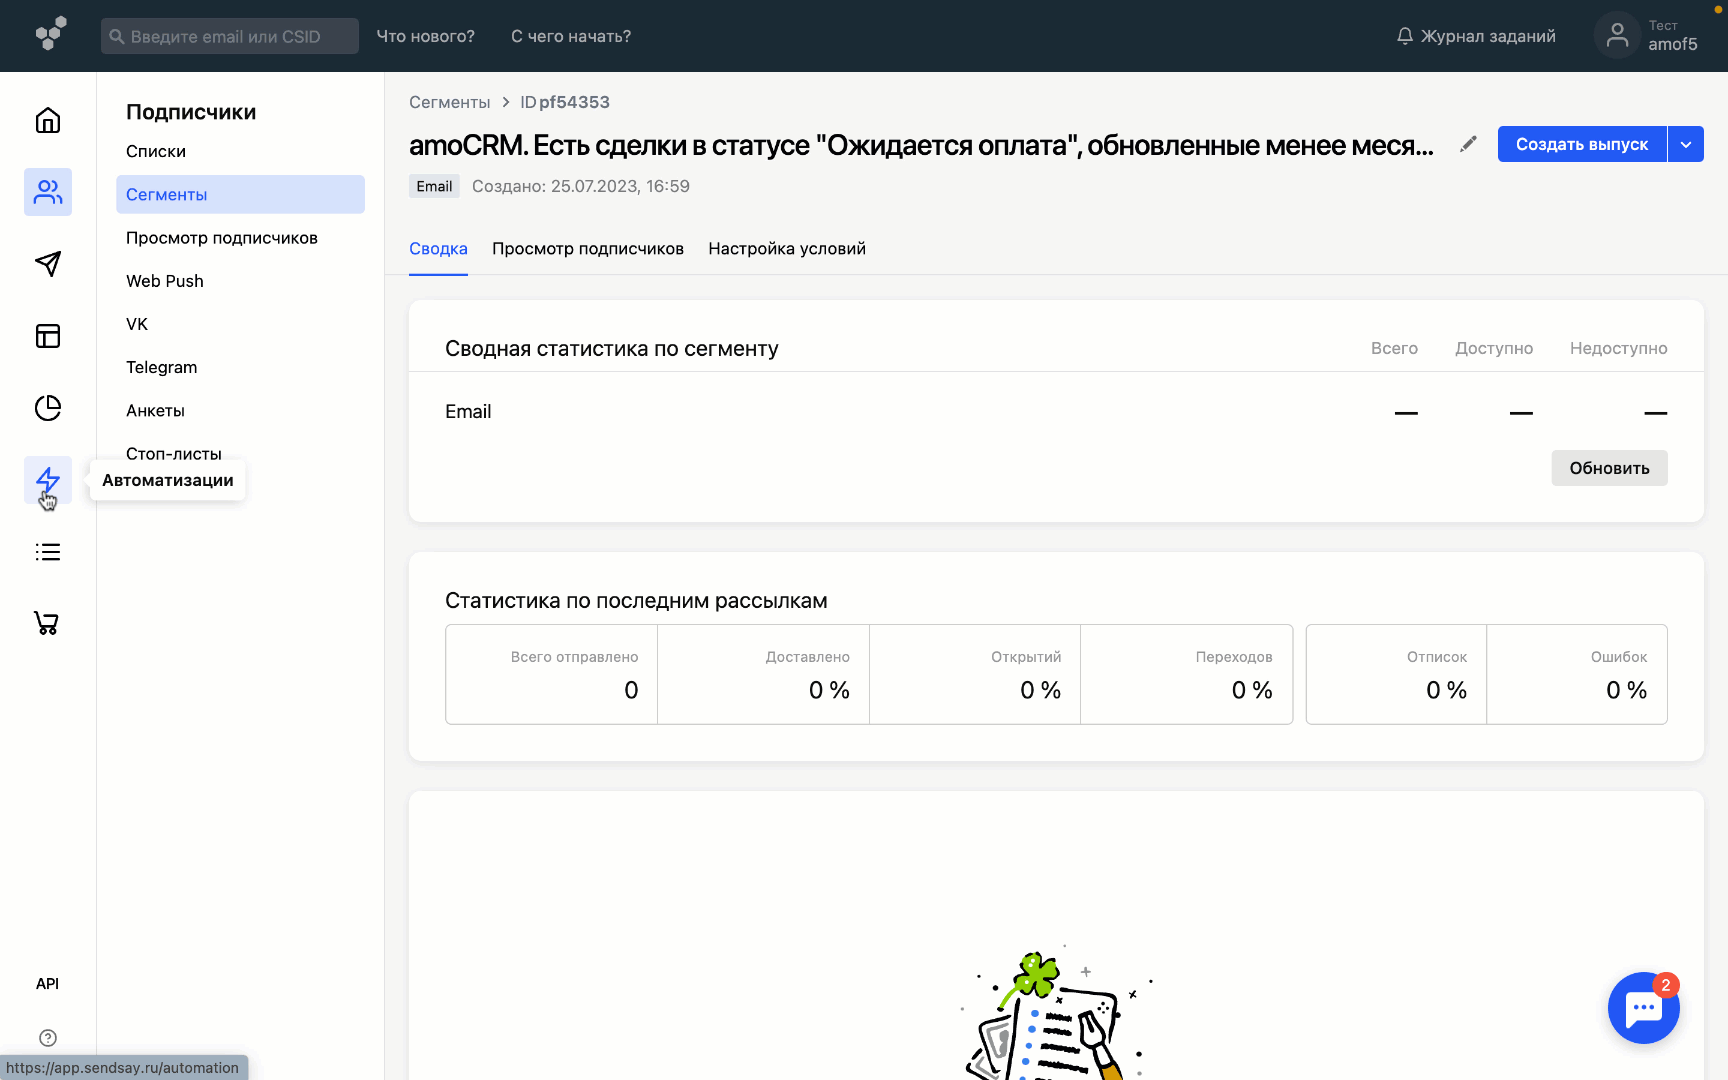 Введите email или CSID
Что нового?
С чего начать?
Журнал заданий
Тест
amof5
Подписчики
Списки
Сегменты
Просмотр подписчиков
Web Push
VK
Telegram
Анкеты
Стоп-листы
Автоматизации
API
https://app.sendsay.ru/automation
Сегменты > ID pf54353
amoCRM. Есть сделки в статусе "Ожидается оплата", обновленные менее меся...
Создать выпуск
Email Создано: 25.07.2023, 16:59
Сводка Просмотр подписчиков Настройка условий
Сводная статистика по сегменту Всего Доступно Недоступно
Email — — —
Обновить
Статистика по последним рассылкам
Всего отправлено Доставлено Открытий Переходов Отписок Ошибок
0 0 % 0 % 0 % 0 % 0 %
2